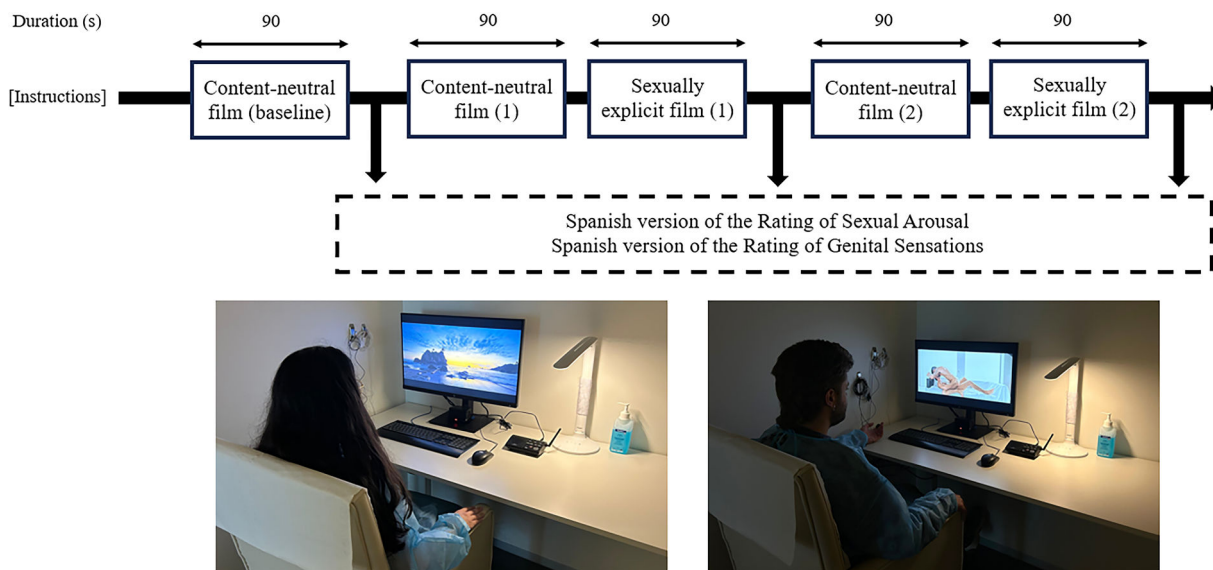 Duration (s)
90
90
90
90
90
[Instructions]
Content-neutral
film (baseline)
Content-neutral
film (1)
Sexually
explicit film (1)
Content-neutral
film (2)
Sexually
explicit film (2)
Spanish version of the Rating of Sexual Arousal
Spanish version of the Rating of Genital Sensations